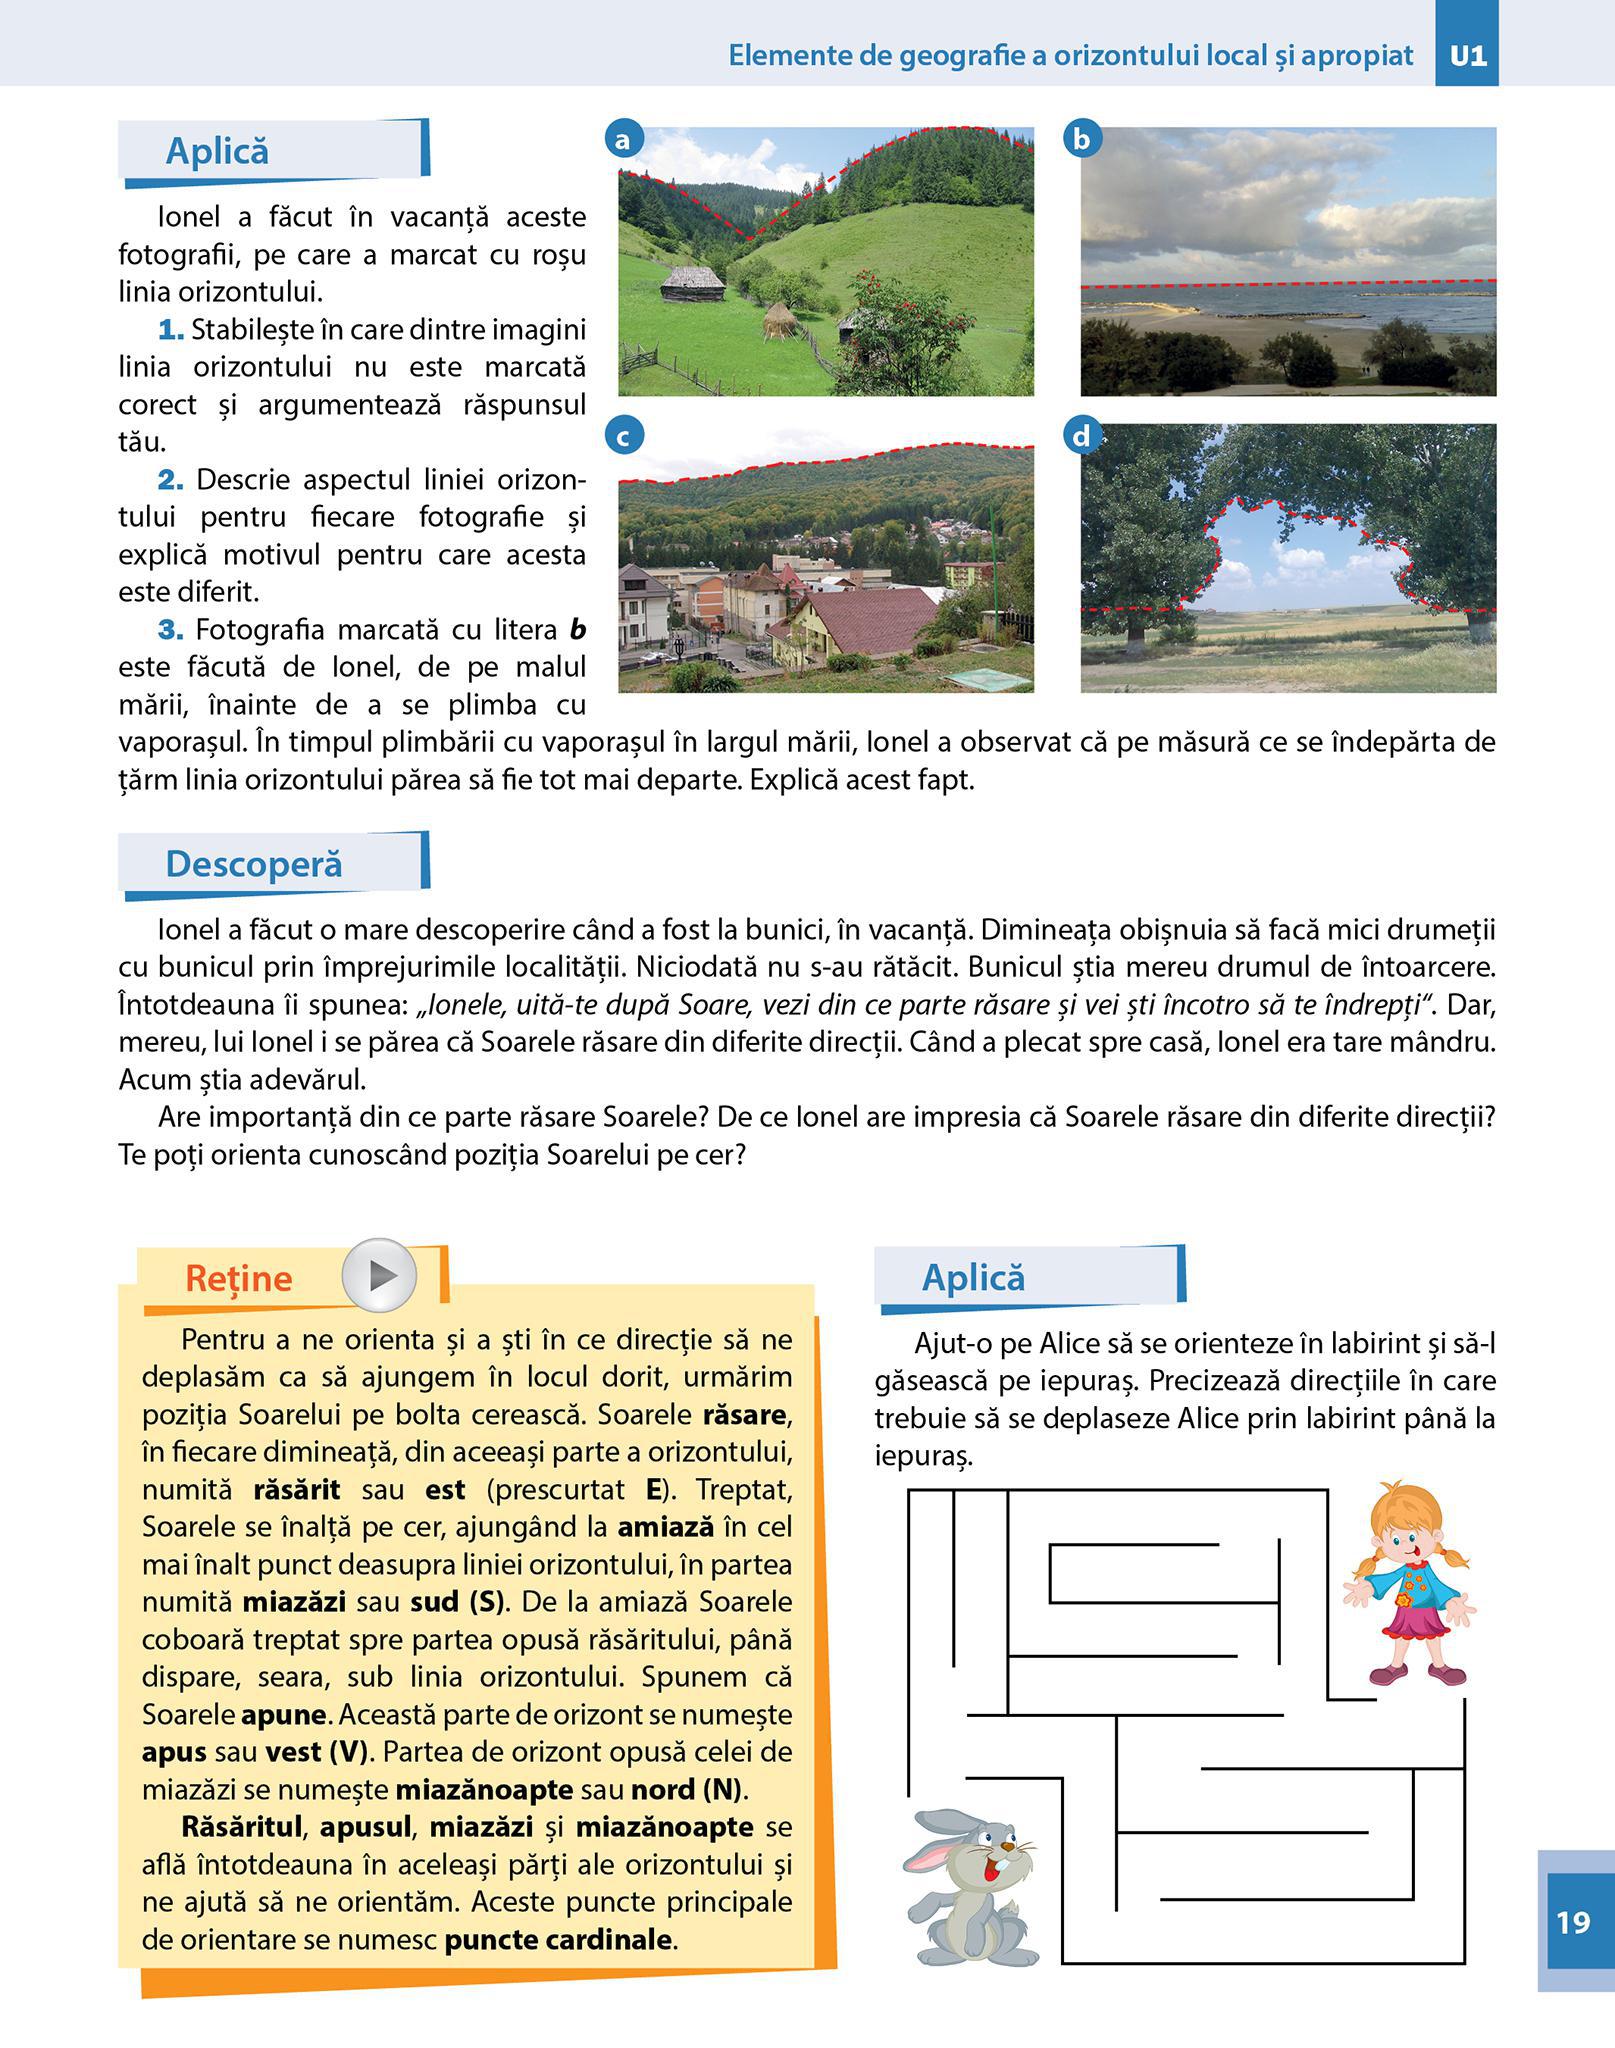 Elemente de geografie a orizontului local și apropiat
U1
Aplică
a
b
c
d
Ionel a făcut în vacanță aceste
fotografii, pe care a marcat cu roșu
linia orizontului.
1. Stabilește în care dintre imagini
linia orizontului nu este marcată
corect și argumentează răspunsul
tău.
2. Descrie aspectul liniei orizon-
tului pentru fiecare fotografie și
explică motivul pentru care acesta
este diferit.
3. Fotografia marcată cu litera b
este făcută de Ionel, de pe malul
mării, înainte de a se plimba cu
vaporașul. În timpul plimbării cu vaporașul în largul mării, Ionel a observat că pe măsură ce se îndepărta de
țărm linia orizontului părea să fie tot mai departe. Explică acest fapt.
Descoperă
Ionel a făcut o mare descoperire când a fost la bunici, în vacanță. Dimineața obișnuia să facă mici drumeții
cu bunicul prin împrejurimile localității. Niciodată nu s-au rătăcit. Bunicul știa mereu drumul de întoarcere.
Întotdeauna îi spunea: „Ionele, uită-te după Soare, vezi din ce parte răsare și vei ști încotro să te îndrepți“. Dar,
mereu, lui Ionel i se părea că Soarele răsare din diferite direcții. Când a plecat spre casă, Ionel era tare mândru.
Acum știa adevărul.
Are importanță din ce parte răsare Soarele? De ce Ionel are impresia că Soarele răsare din diferite direcții?
Te poți orienta cunoscând poziția Soarelui pe cer?
Reține
Pentru a ne orienta și a ști în ce direcție să ne
deplasăm ca să ajungem în locul dorit, urmărim
poziția Soarelui pe bolta cerească. Soarele răsare,
în fiecare dimineață, din aceeași parte a orizontului,
numită răsărit sau est (prescurtat E). Treptat,
Soarele se înalță pe cer, ajungând la amiază în cel
mai înalt punct deasupra liniei orizontului, în partea
numită miazăzi sau sud (S). De la amiază Soarele
coboară treptat spre partea opusă răsăritului, până
dispare, seara, sub linia orizontului. Spunem că
Soarele apune. Această parte de orizont se numește
apus sau vest (V). Partea de orizont opusă celei de
miazăzi se numește miazănoapte sau nord (N).
Răsăritul, apusul, miazăzi și miazănoapte se
află întotdeauna în aceleași părți ale orizontului și
ne ajută să ne orientăm. Aceste puncte principale
de orientare se numesc puncte cardinale.
Aplică
Ajut-o pe Alice să se orienteze în labirint și să-l
găsească pe iepuraș. Precizează direcțiile în care
trebuie să se deplaseze Alice prin labirint până la
iepuraș.
19